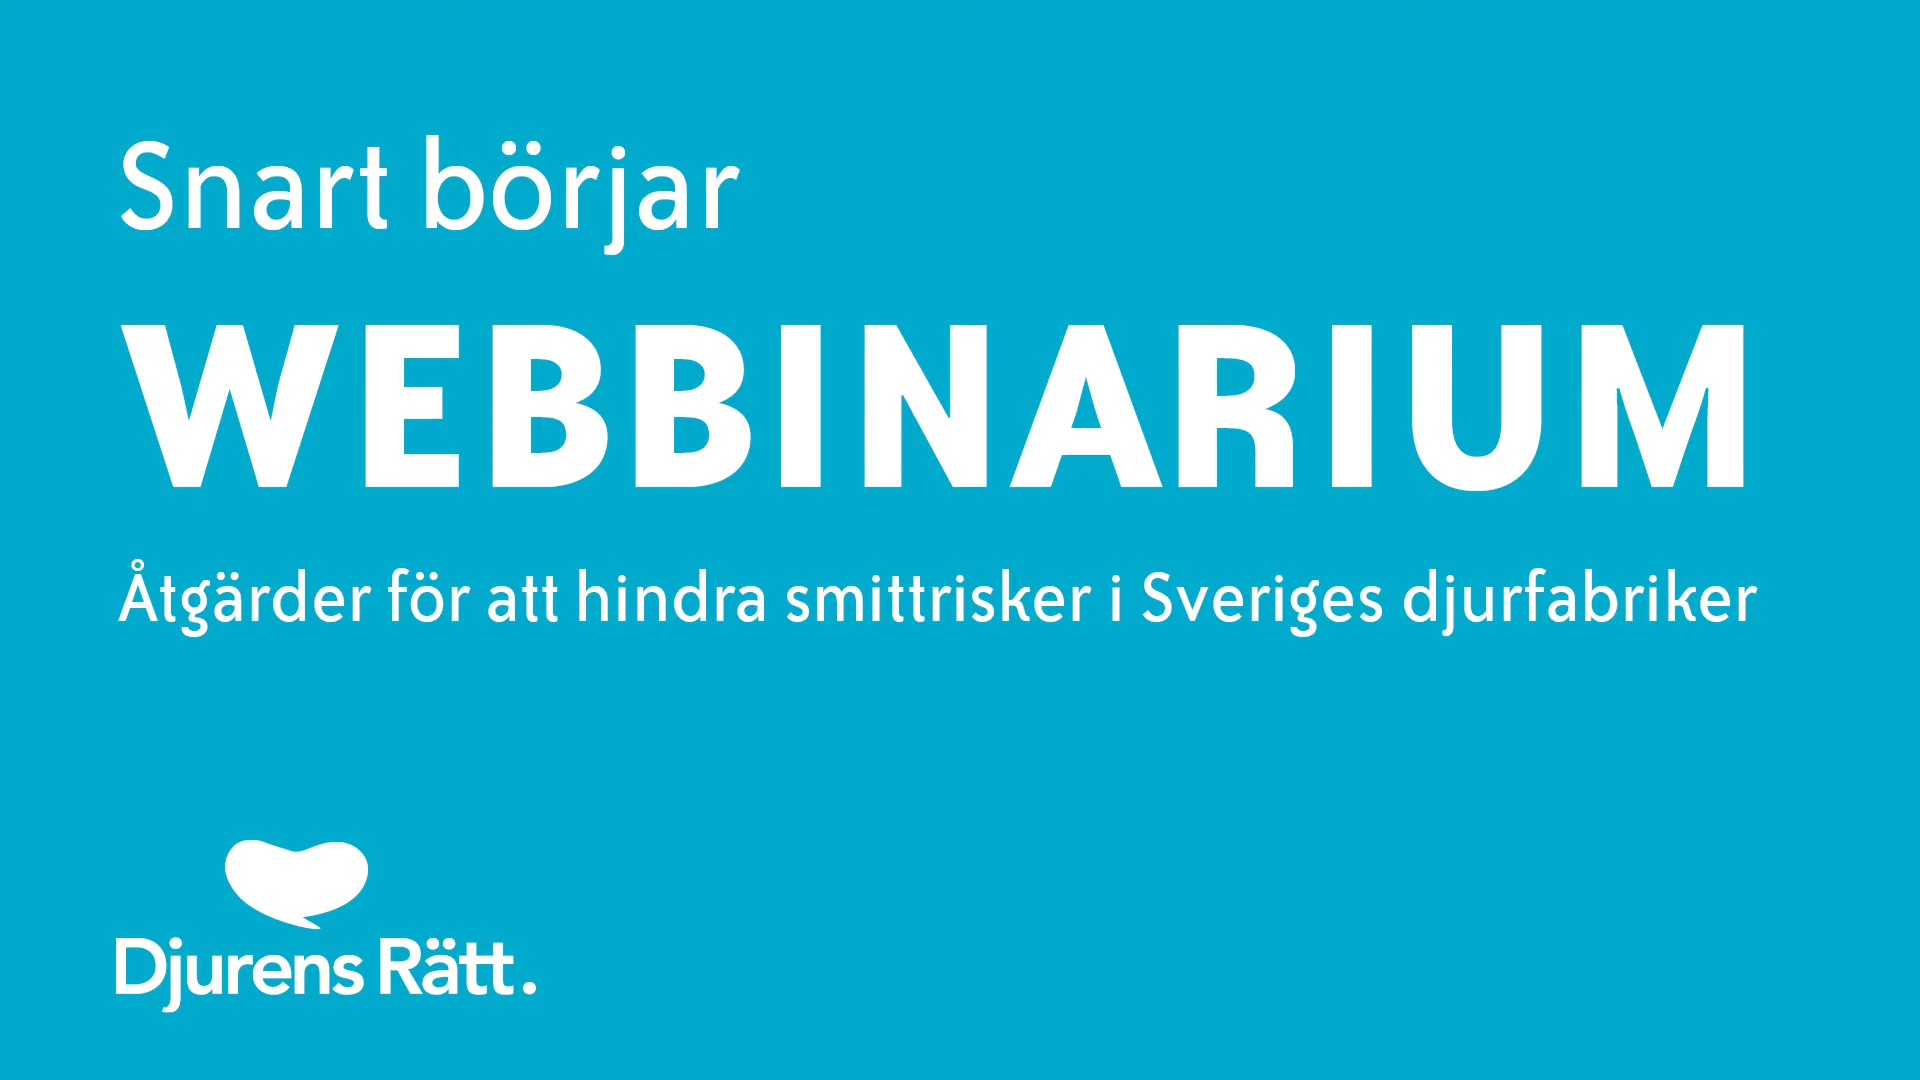 Snart börjar
WEBBINARIUM
Åtgärder för att hindra smittrisker i Sveriges djurfabriker
Djurens Rätt.